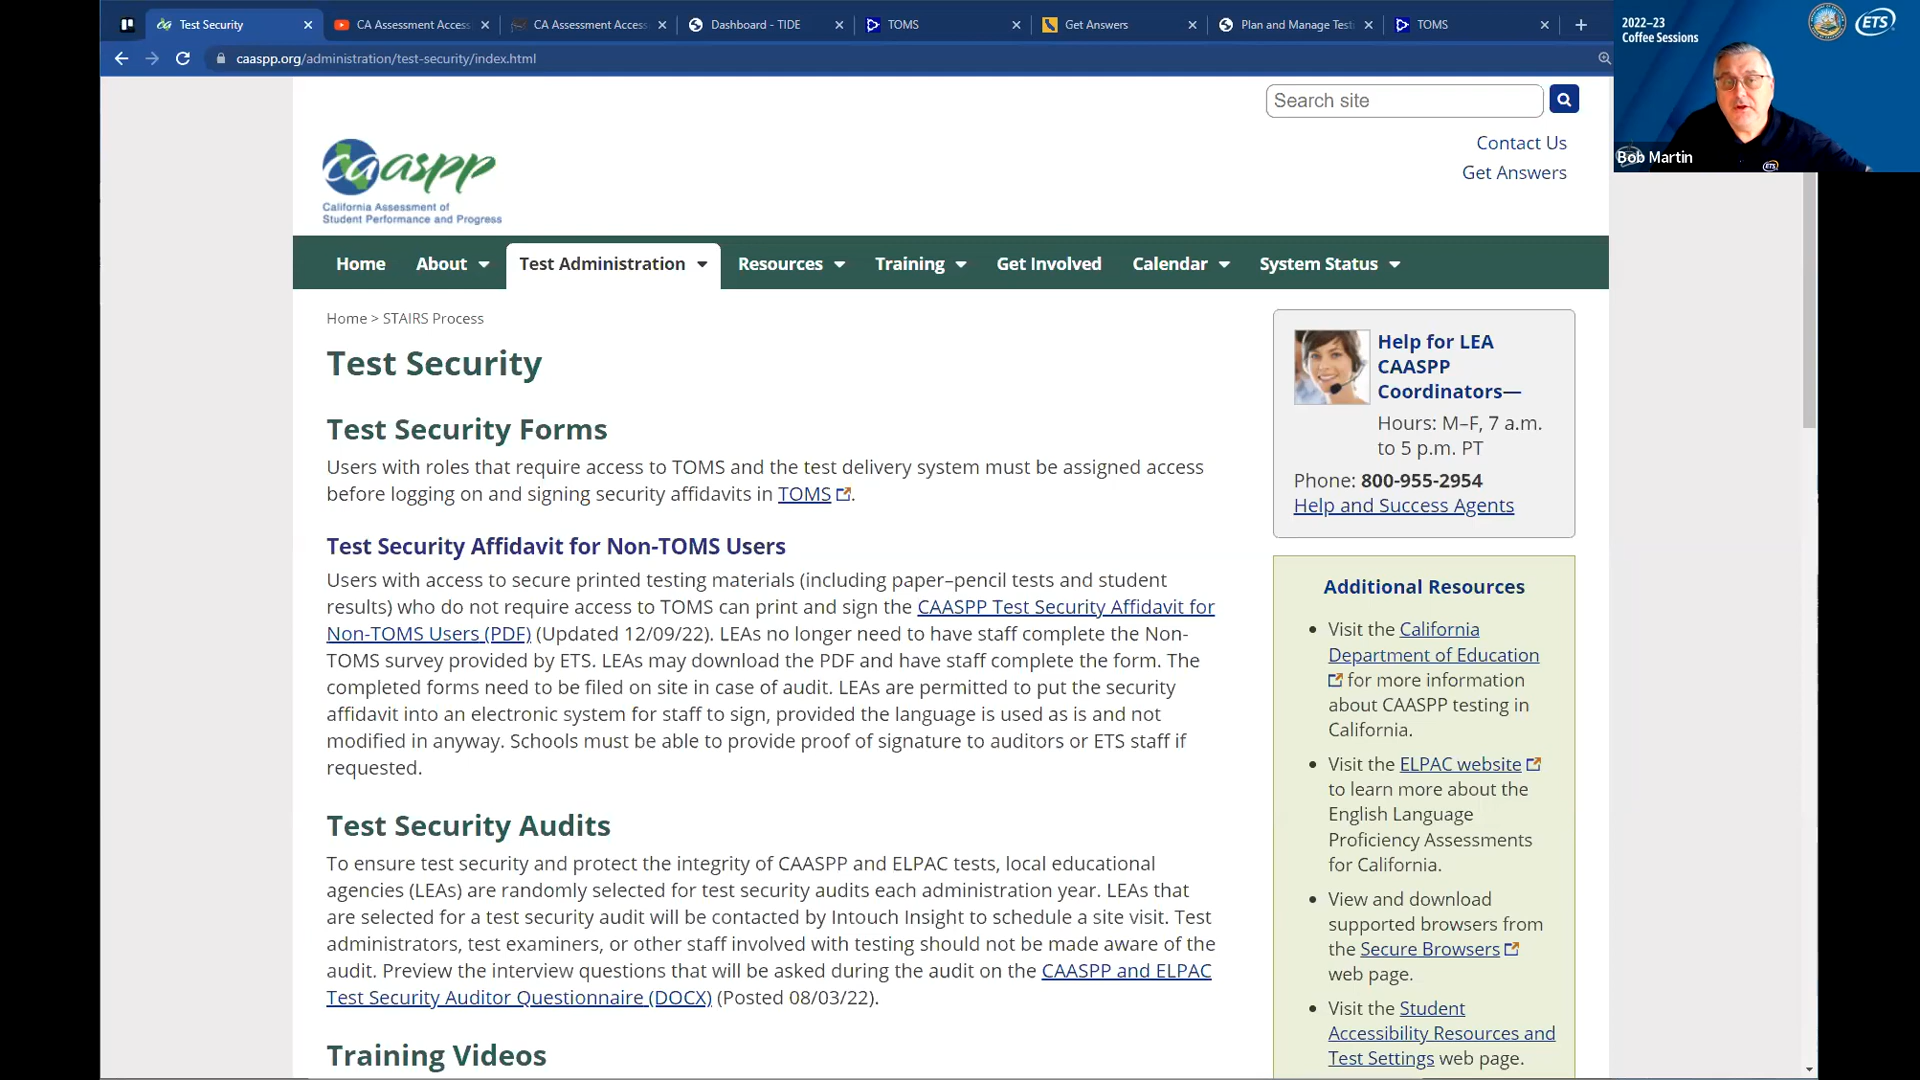 Test Security
CA Assessment Access
CA Assessment Access
Dashboard - TIDE
TOMS
Get Answers
Plan and Manage Test
TOMS
caaspp.org/administration/test-security/index.html
2022–23
Coffee Sessions
ETS
Bob Martin
ETS
Search site
Contact Us
Get Answers
caaspp
California Assessment of
Student Performance and Progress
Home
About
Test Administration
Resources
Training
Get Involved
Calendar
System Status
Home > STAIRS Process
Test Security
Test Security Forms
Users with roles that require access to TOMS and the test delivery system must be assigned access
before logging on and signing security affidavits in TOMS.
Test Security Affidavit for Non-TOMS Users
Users with access to secure printed testing materials (including paper–pencil tests and student
results) who do not require access to TOMS can print and sign the CAASPP Test Security Affidavit for
Non-TOMS Users (PDF) (Updated 12/09/22). LEAs no longer need to have staff complete the Non-
TOMS survey provided by ETS. LEAs may download the PDF and have staff complete the form. The
completed forms need to be filed on site in case of audit. LEAs are permitted to put the security
affidavit into an electronic system for staff to sign, provided the language is used as is and not
modified in anyway. Schools must be able to provide proof of signature to auditors or ETS staff if
requested.
Test Security Audits
To ensure test security and protect the integrity of CAASPP and ELPAC tests, local educational
agencies (LEAs) are randomly selected for test security audits each administration year. LEAs that
are selected for a test security audit will be contacted by Intouch Insight to schedule a site visit. Test
administrators, test examiners, or other staff involved with testing should not be made aware of the
audit. Preview the interview questions that will be asked during the audit on the CAASPP and ELPAC
Test Security Auditor Questionnaire (DOCX) (Posted 08/03/22).
Training Videos
Help for LEA
CAASPP
Coordinators—
Hours: M–F, 7 a.m.
to 5 p.m. PT
Phone: 800-955-2954
Help and Success Agents
Additional Resources
Visit the California
Department of Education
for more information
about CAASPP testing in
California.
Visit the ELPAC website
to learn more about the
English Language
Proficiency Assessments
for California.
View and download
supported browsers from
the Secure Browsers
web page.
Visit the Student
Accessibility Resources and
Test Settings web page.